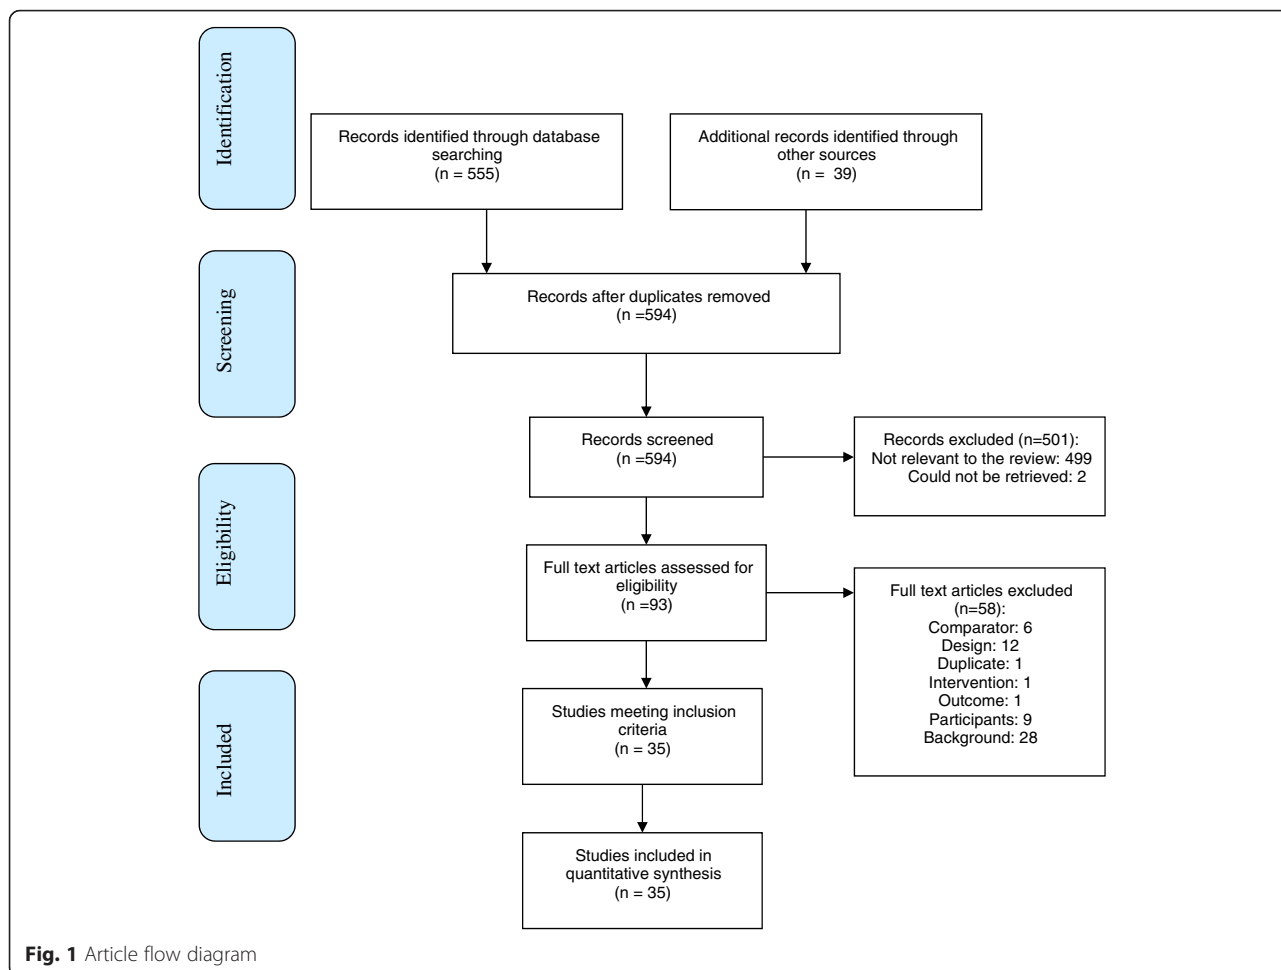 Identification
Records identified through database
searching
(n = 555)
Additional records identified through
other sources
(n = 39)
Screening
Records after duplicates removed
(n =594)
Records screened
(n =594)
Records excluded (n=501):
Not relevant to the review: 499
Could not be retrieved: 2
Eligibility
Full text articles assessed for
eligibility
(n =93)
Full text articles excluded
(n=58):
Comparator: 6
Design: 12
Duplicate: 1
Intervention: 1
Outcome: 1
Participants: 9
Background: 28
Included
Studies meeting inclusion
criteria
(n = 35)
Studies included in
quantitative synthesis
(n = 35)
Fig. 1 Article flow diagram